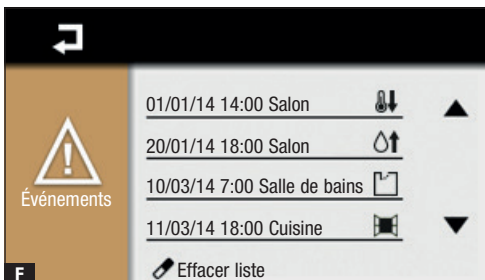 01/01/14 14:00 Salon
20/01/14 18:00 Salon
10/03/14 7:00 Salle de bains
11/03/14 18:00 Cuisine
Événements
Effacer liste
F